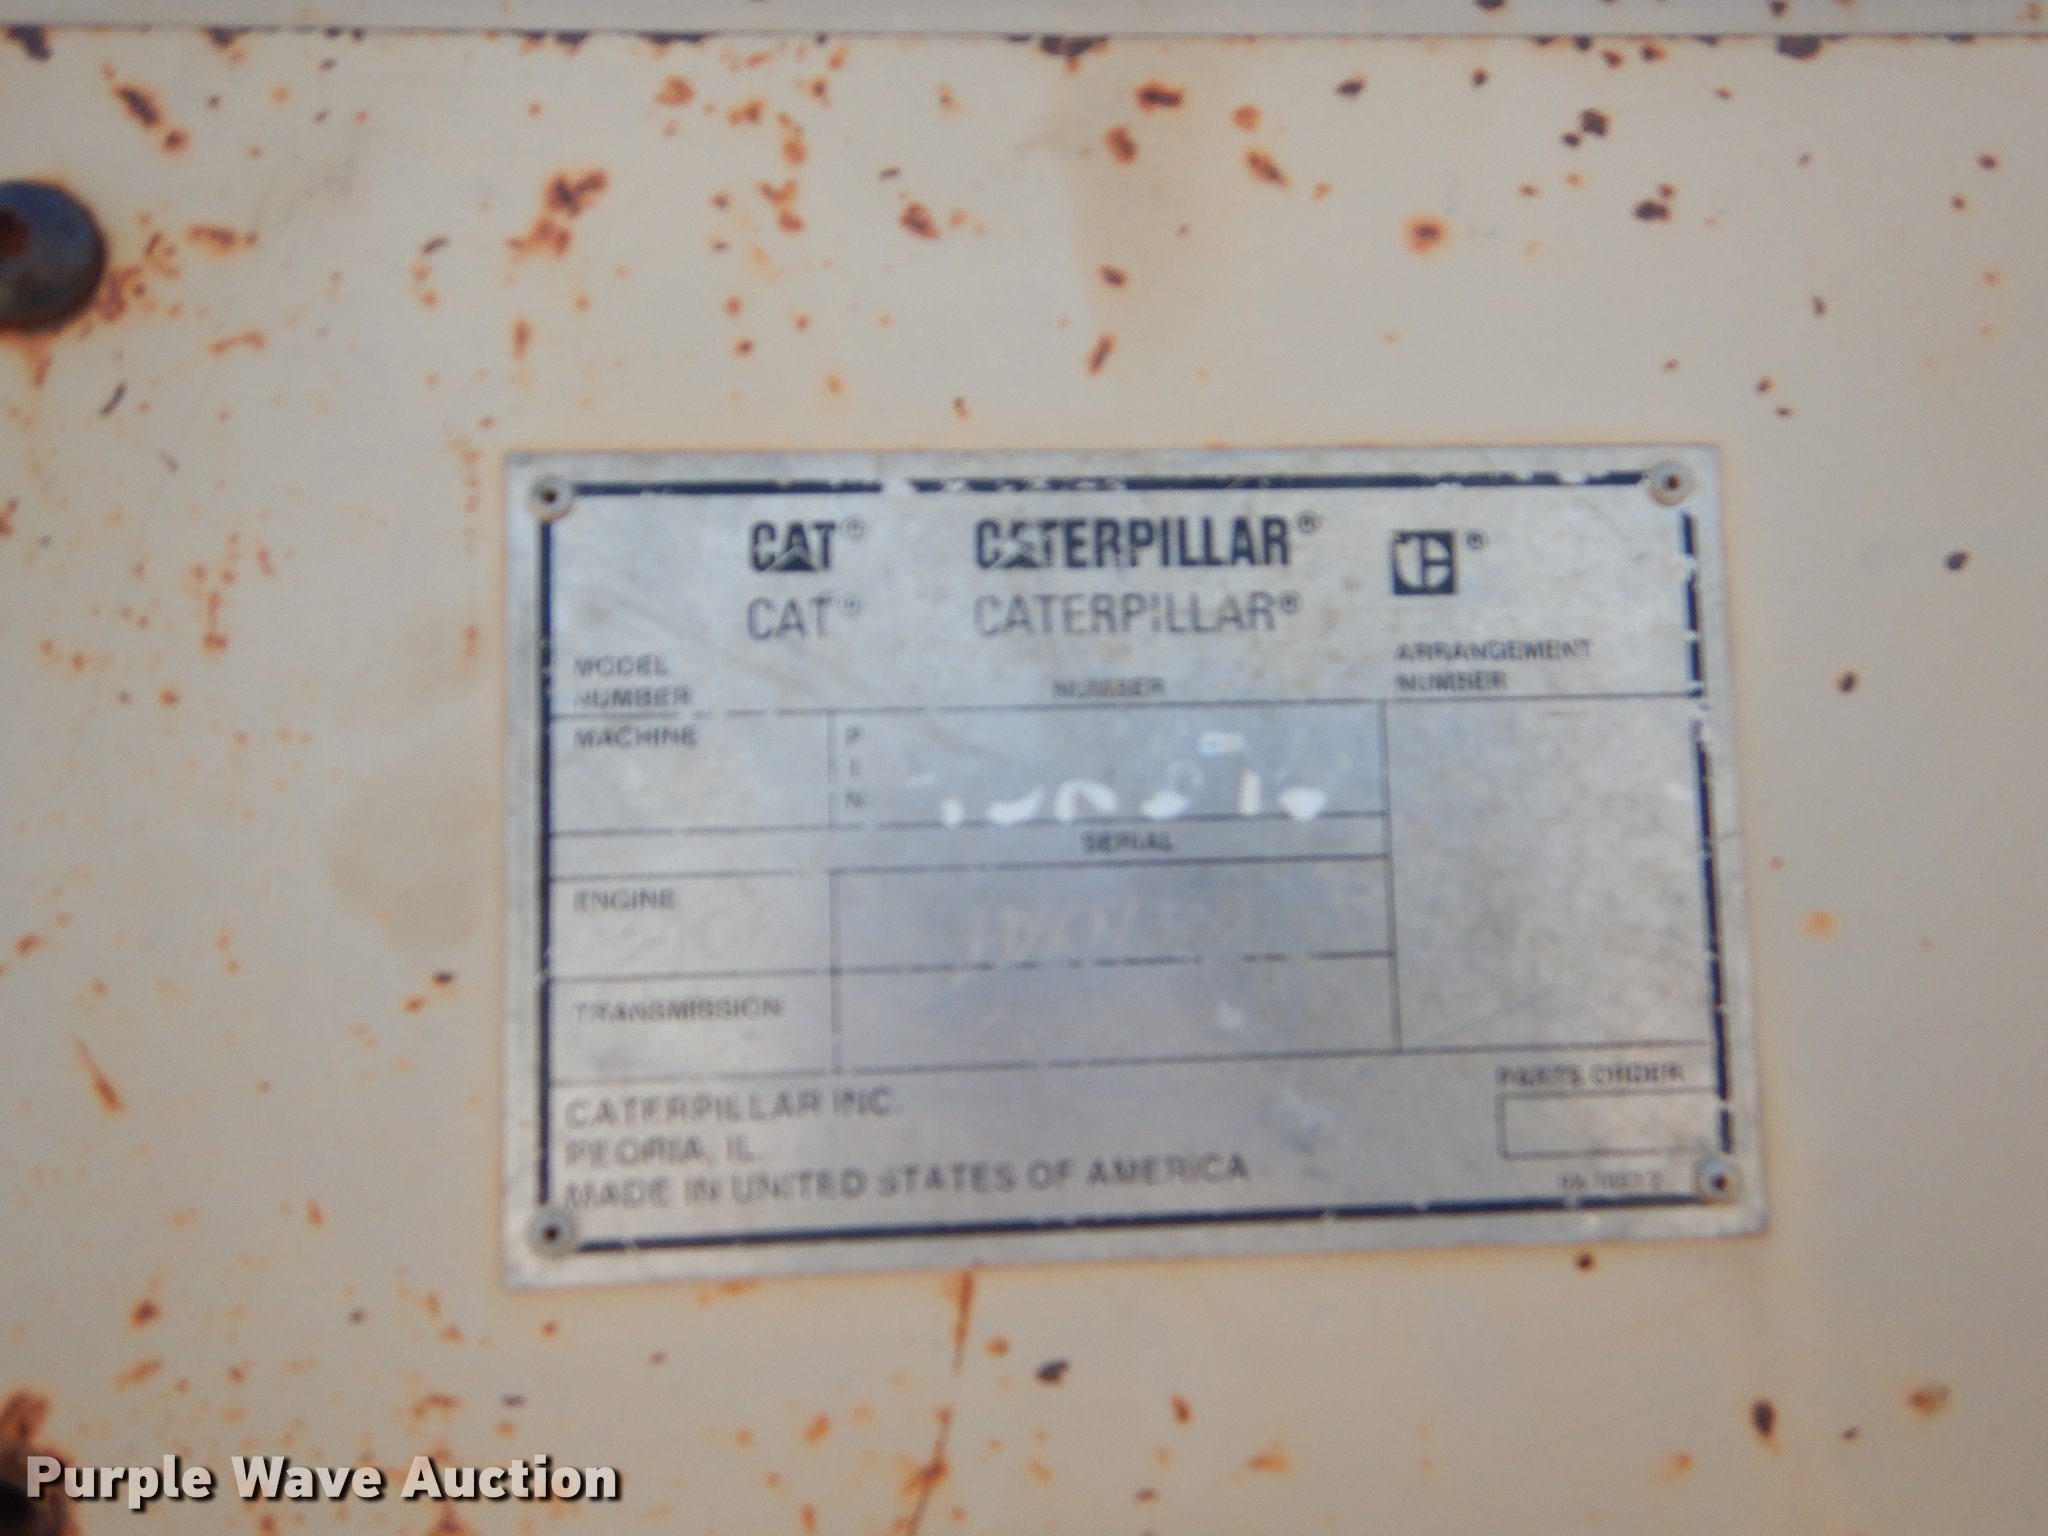 CAT® CATERPILLAR® ®
CAT® CATERPILLAR®
MODEL NUMBER
NUMBER
ARRANGEMENT NUMBER
MACHINE
P
I
N
SERIAL
ENGINE
TRANSMISSION
PARTS ORDER
CATERPILLAR INC.
PEORIA, IL.
MADE IN UNITED STATES OF AMERICA
Purple Wave Auction